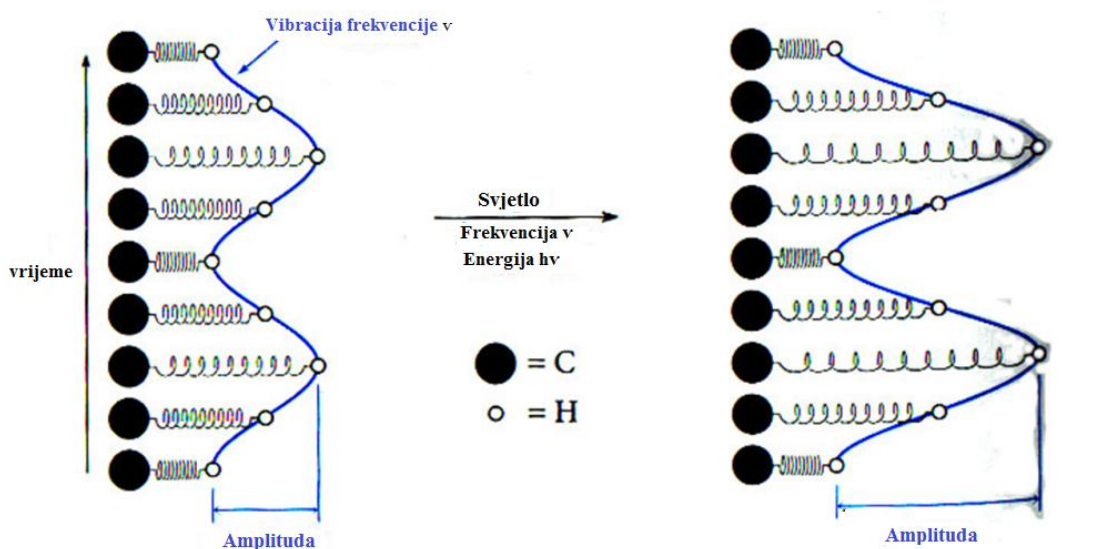 Vibracija frekvencije ν
vrijeme
Svjetlo
Frekvencija ν
Energija hν
= C
= H
Amplituda
Amplituda